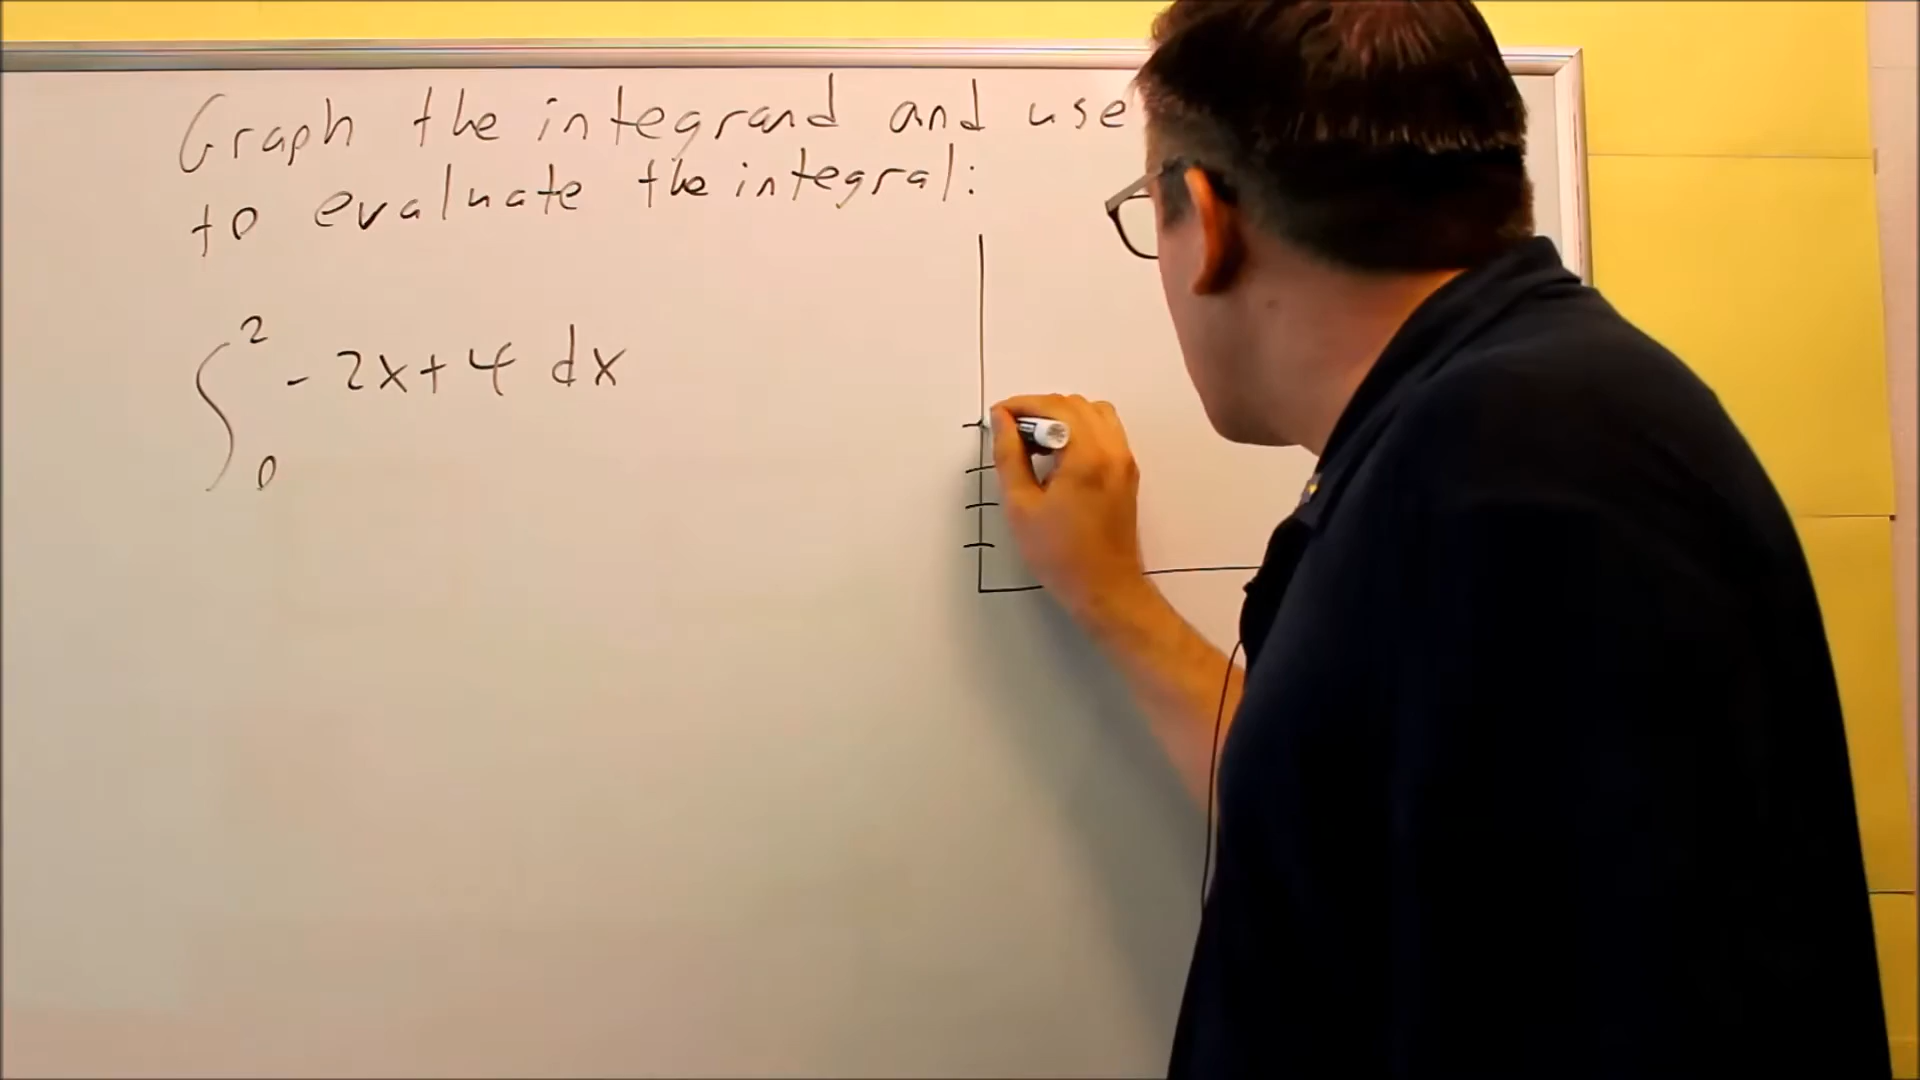 Graph the integrand and use
to evaluate the integral:
∫₀² -2x+4 dx